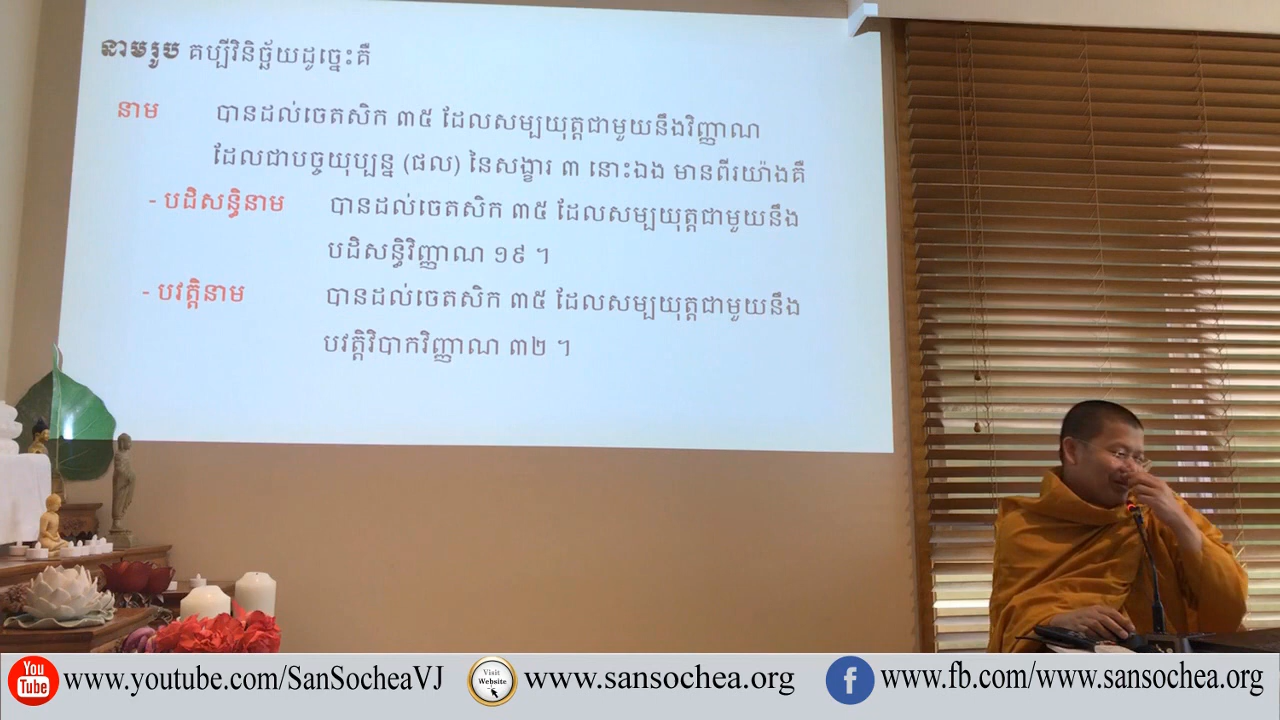 នាមរូប គប្បីវិនិច្ឆ័យដូច្នេះគឺ
នាម បានដល់ចេតសិក ៣៥ ដែលសម្បយុត្តជាមួយនឹងវិញ្ញាណ
ដែលជាបច្ចយុប្បន្ន (ផល) នៃសង្ខារ ៣ នោះឯង មានពីរយ៉ាងគឺ
- បដិសន្ធិនាម បានដល់ចេតសិក ៣៥ ដែលសម្បយុត្តជាមួយនឹង
បដិសន្ធិវិញ្ញាណ ១៩ ។
- បវត្តិនាម បានដល់ចេតសិក ៣៥ ដែលសម្បយុត្តជាមួយនឹង
បវត្តិវិបាកវិញ្ញាណ ៣២ ។
You Tube www.youtube.com/SanSocheaVJ Visit Website www.sansochea.org f www.fb.com/www.sansochea.org